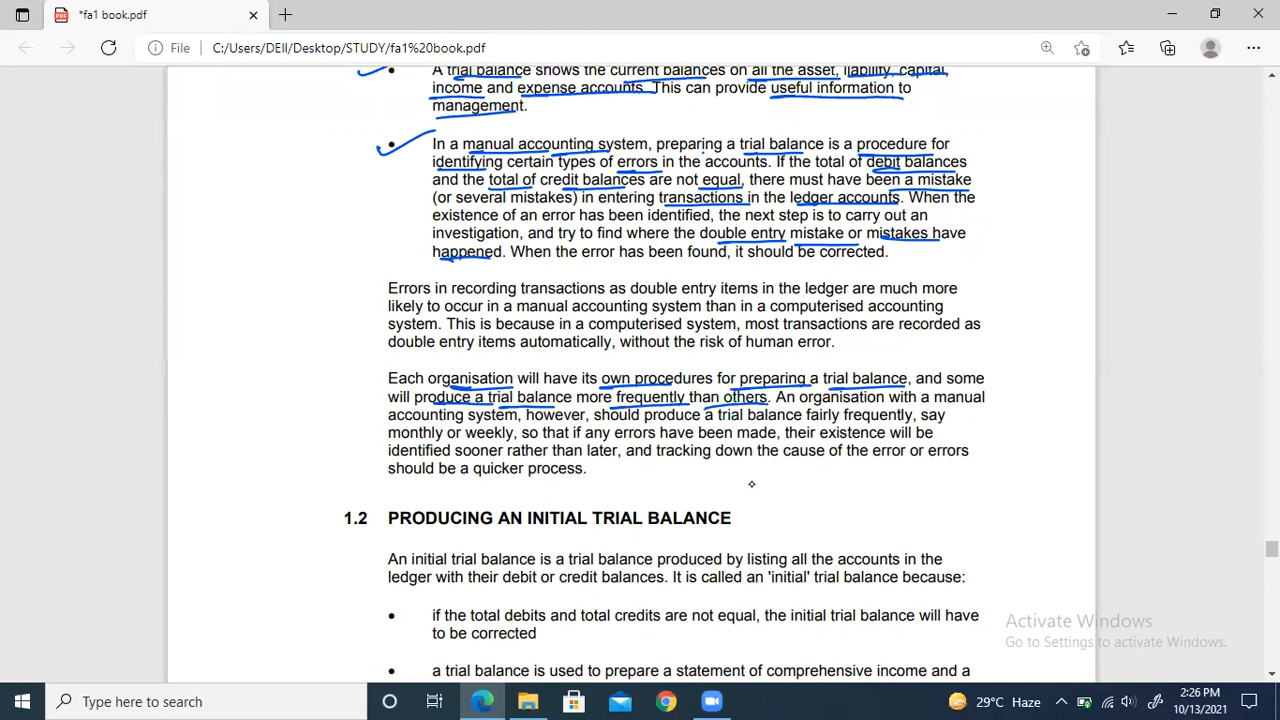 *fa1 book.pdf
File
C:/Users/DEll/Desktop/STUDY/fa1%20book.pdf
A trial balance shows the current balances on all the asset, liability, capital,
income and expense accounts. This can provide useful information to
management.
In a manual accounting system, preparing a trial balance is a procedure for
identifying certain types of errors in the accounts. If the total of debit balances
and the total of credit balances are not equal, there must have been a mistake
(or several mistakes) in entering transactions in the ledger accounts. When the
existence of an error has been identified, the next step is to carry out an
investigation, and try to find where the double entry mistake or mistakes have
happened. When the error has been found, it should be corrected.
Errors in recording transactions as double entry items in the ledger are much more
likely to occur in a manual accounting system than in a computerised accounting
system. This is because in a computerised system, most transactions are recorded as
double entry items automatically, without the risk of human error.
Each organisation will have its own procedures for preparing a trial balance, and some
will produce a trial balance more frequently than others. An organisation with a manual
accounting system, however, should produce a trial balance fairly frequently, say
monthly or weekly, so that if any errors have been made, their existence will be
identified sooner rather than later, and tracking down the cause of the error or errors
should be a quicker process.
1.2 PRODUCING AN INITIAL TRIAL BALANCE
An initial trial balance is a trial balance produced by listing all the accounts in the
ledger with their debit or credit balances. It is called an 'initial' trial balance because:
if the total debits and total credits are not equal, the initial trial balance will have
to be corrected
a trial balance is used to prepare a statement of comprehensive income and a
Activate Windows
Go to Settings to activate Windows.
Type here to search
29°C Haze
2:26 PM
10/13/2021